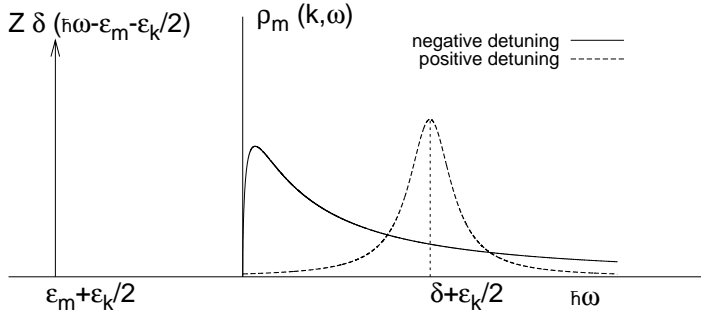 Z δ (ħω-ε_m-ε_k/2)
ρ_m (k,ω)
negative detuning
positive detuning
ε_m+ε_k/2
δ+ε_k/2
ħω